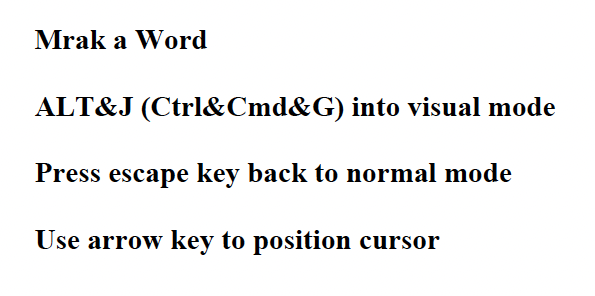 Mrak a Word
ALT&J (Ctrl&Cmd&G) into visual mode
Press escape key back to normal mode
Use arrow key to position cursor